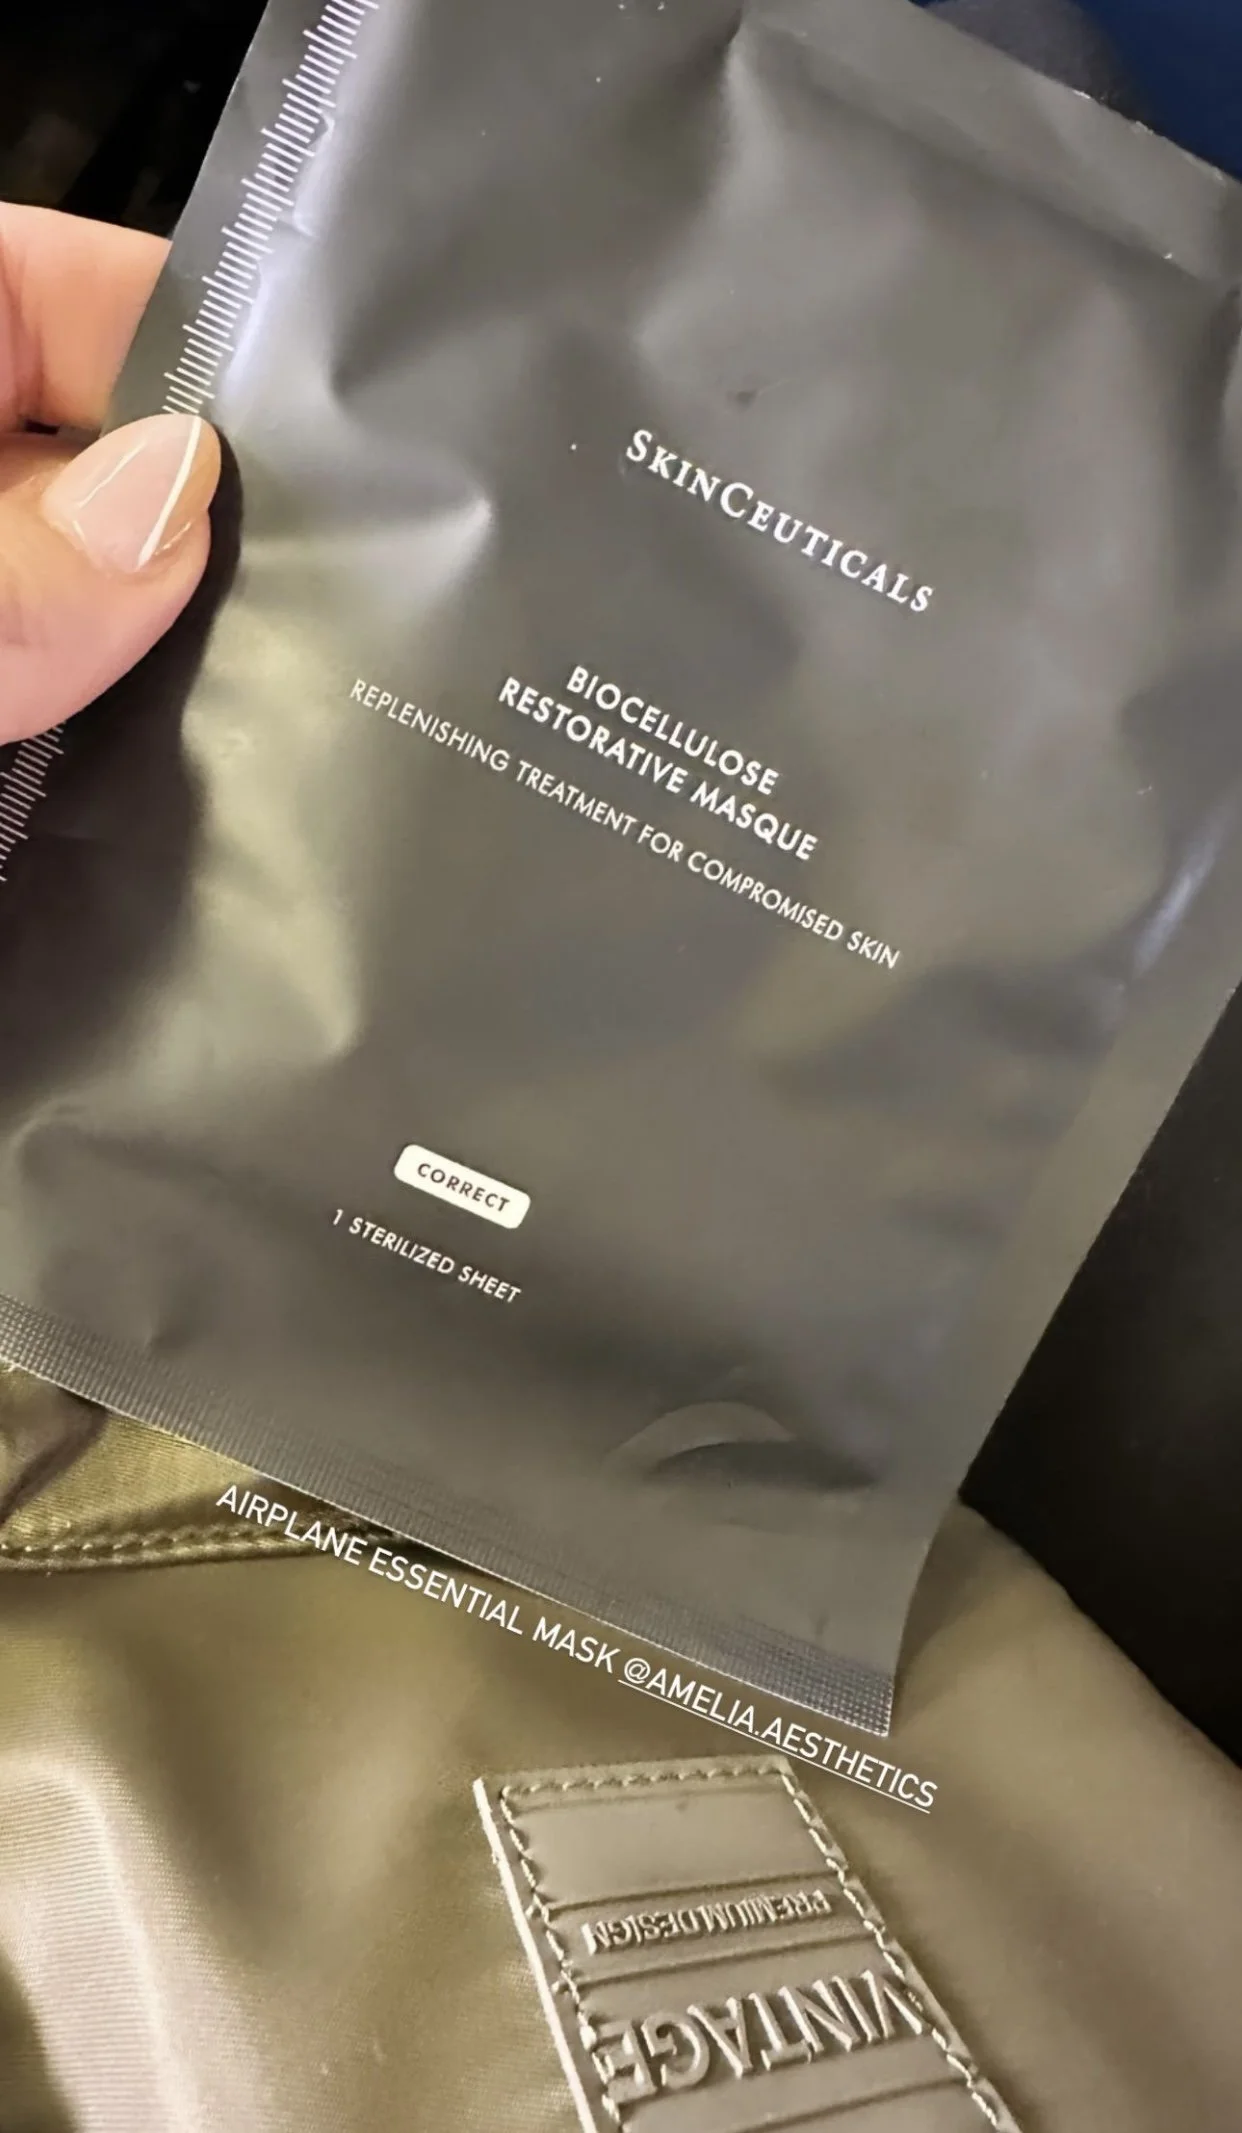 SKINCEUTICALS
BIOCELLULOSE
RESTORATIVE MASQUE
REPLENISHING TREATMENT FOR COMPROMISED SKIN
CORRECT
1 STERILIZED SHEET
AIRPLANE ESSENTIAL MASK @AMELIA.AESTHETICS
PREMIUM DESIGN
VINTAGE